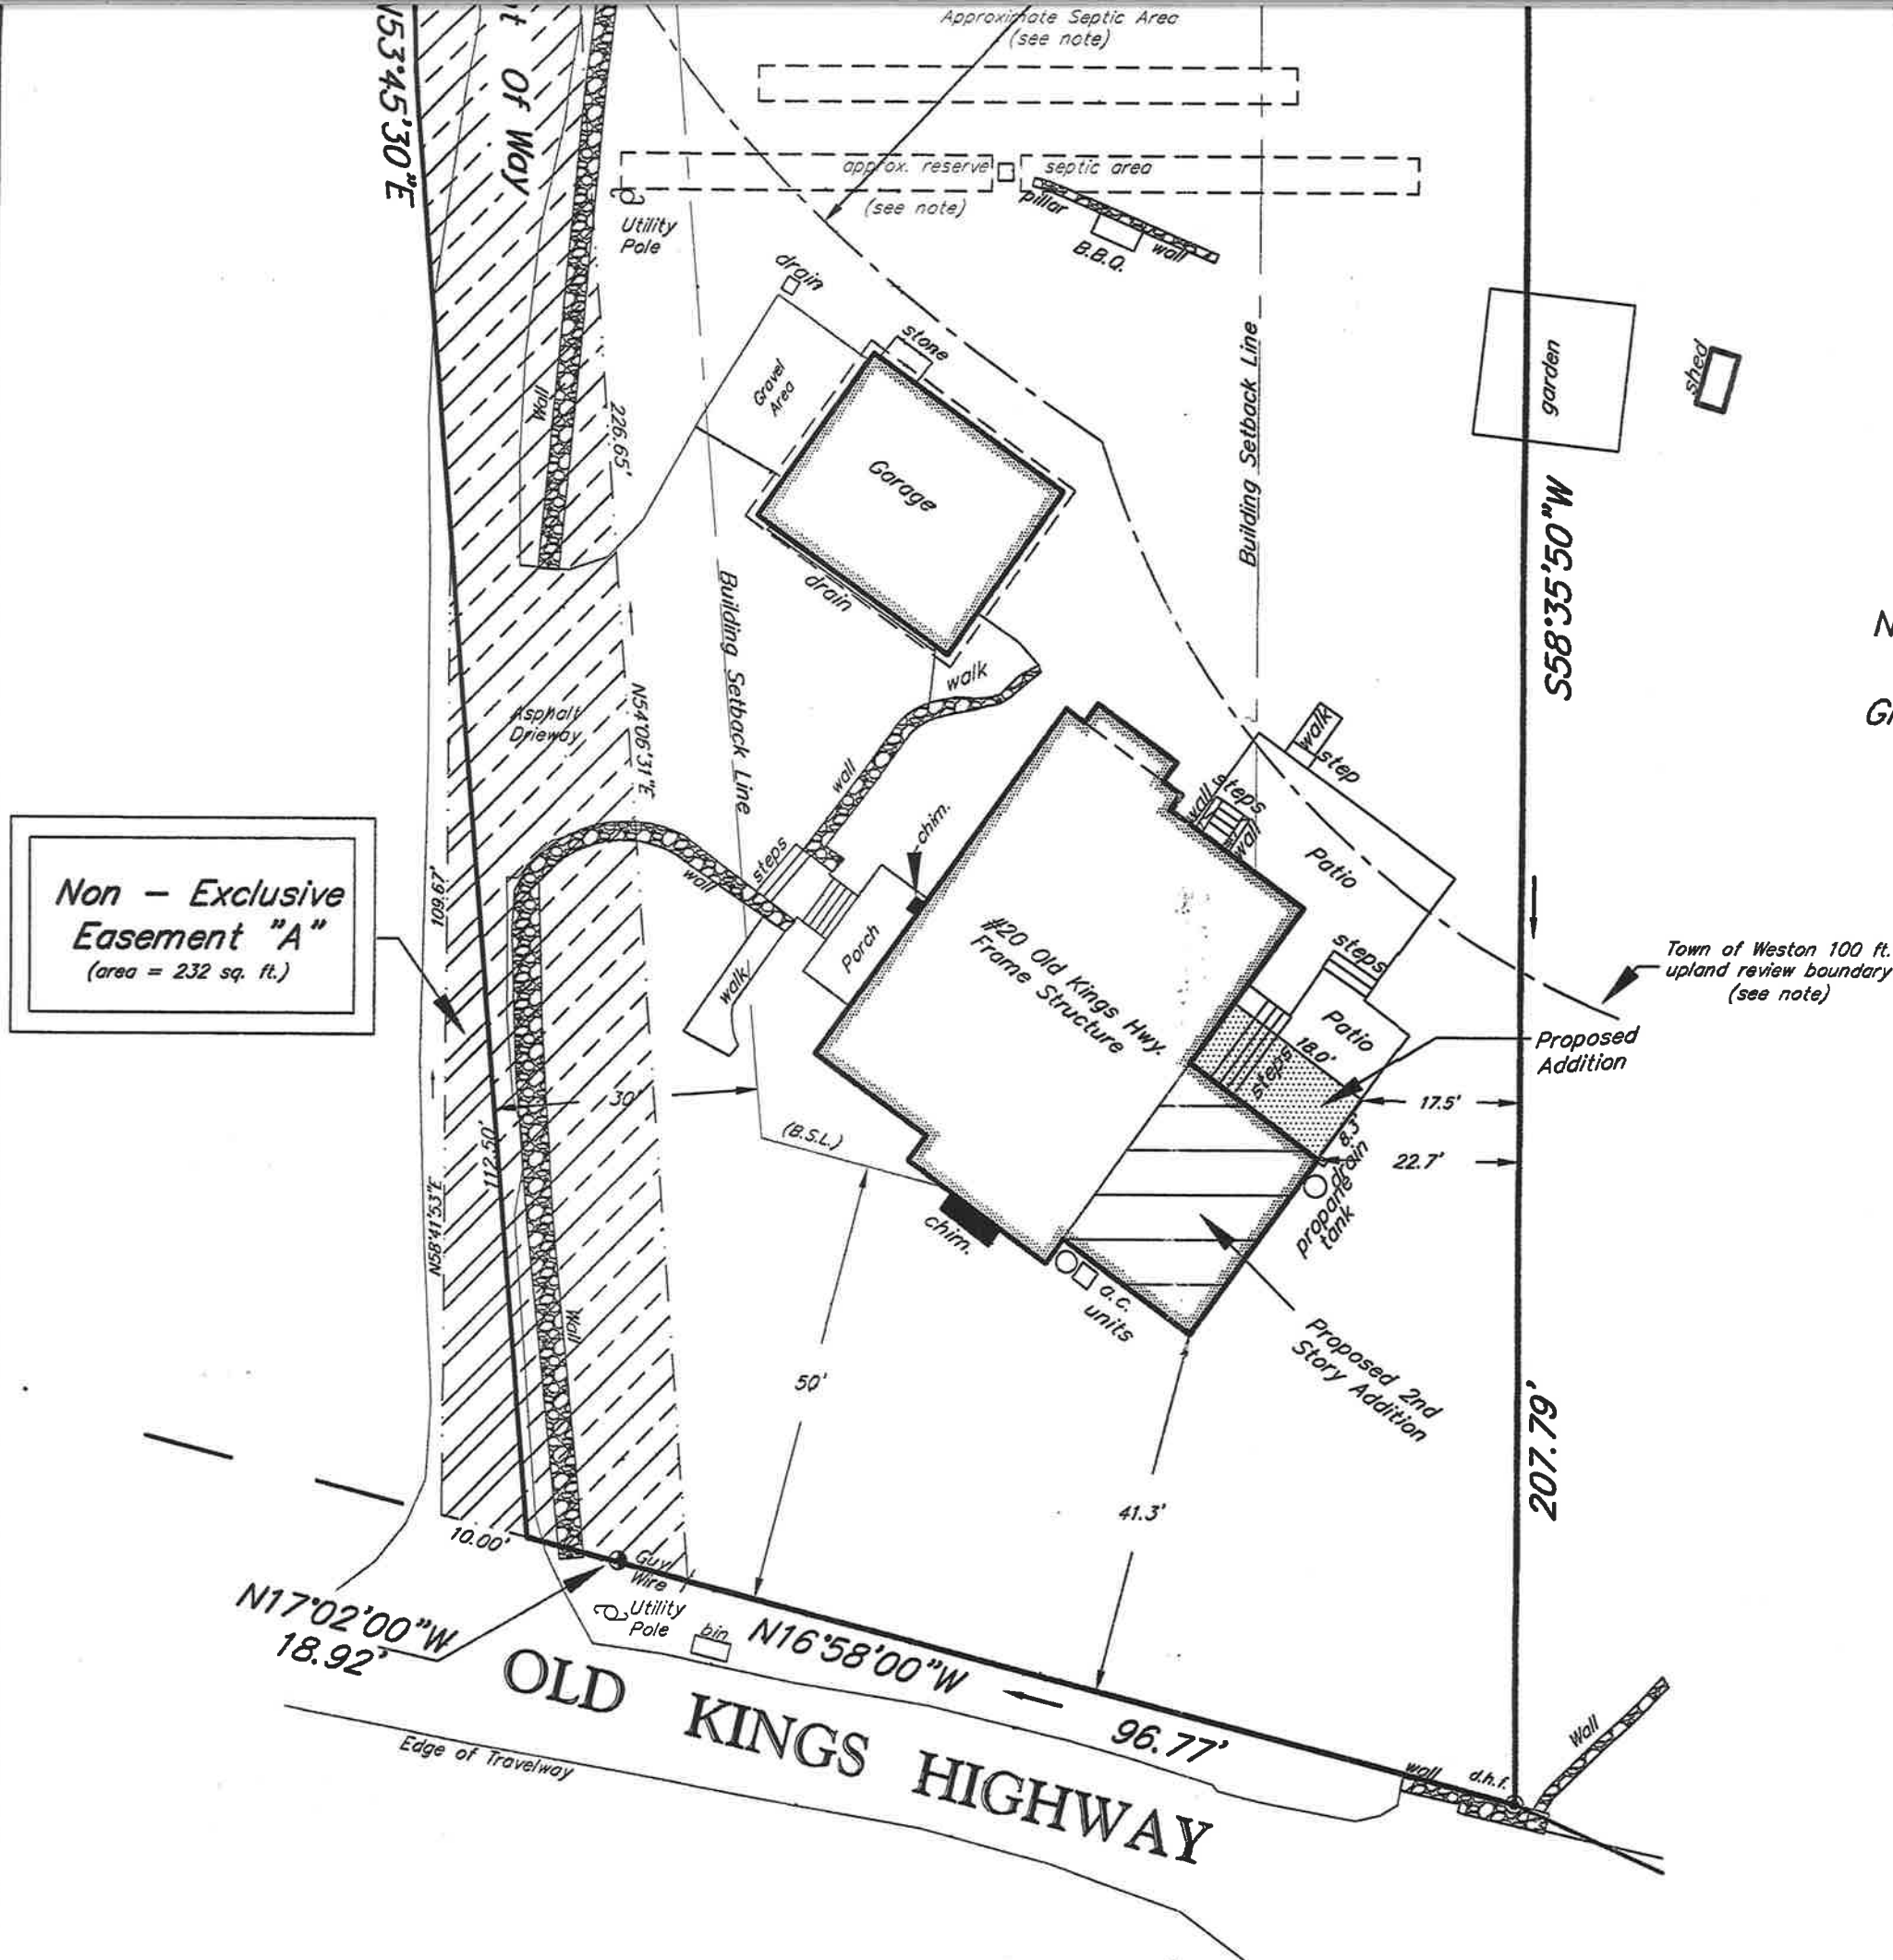 Approximate Septic Area
(see note)
N53°45'30"E
Of Way
approx. reserve
septic area
(see note)
Utility
Pole
pillar
wall
B.B.Q.
drain
stone
Gravel
Area
Garage
drain
walk
Wall
226.65'
Building Setback Line
Building Setback Line
garden
shed
S58°35'50"W
N54°06'31"E
Asphalt
Drieway
wall
chim.
steps
wall
walk
Porch
walk
step
wall
steps
wall
Patio
#20 Old Kings Hwy.
Frame Structure
steps
Patio
18.0'
steps
Town of Weston 100 ft.
upland review boundary
(see note)
Proposed
Addition
17.5'
8.3'
22.7'
drain
propane
tank
Non - Exclusive
Easement "A"
(area = 232 sq. ft.)
109.67'
30'
(B.S.L.)
112.50'
N58°41'53"E
chim.
a.c.
units
Proposed 2nd
Story Addition
Wall
50'
41.3'
207.79'
10.00'
Guy
Wire
Utility
Pole
bin
N17°02'00"W
18.92'
N16°58'00"W
96.77'
OLD KINGS HIGHWAY
Edge of Travelway
wall
d.h.f.
Wall